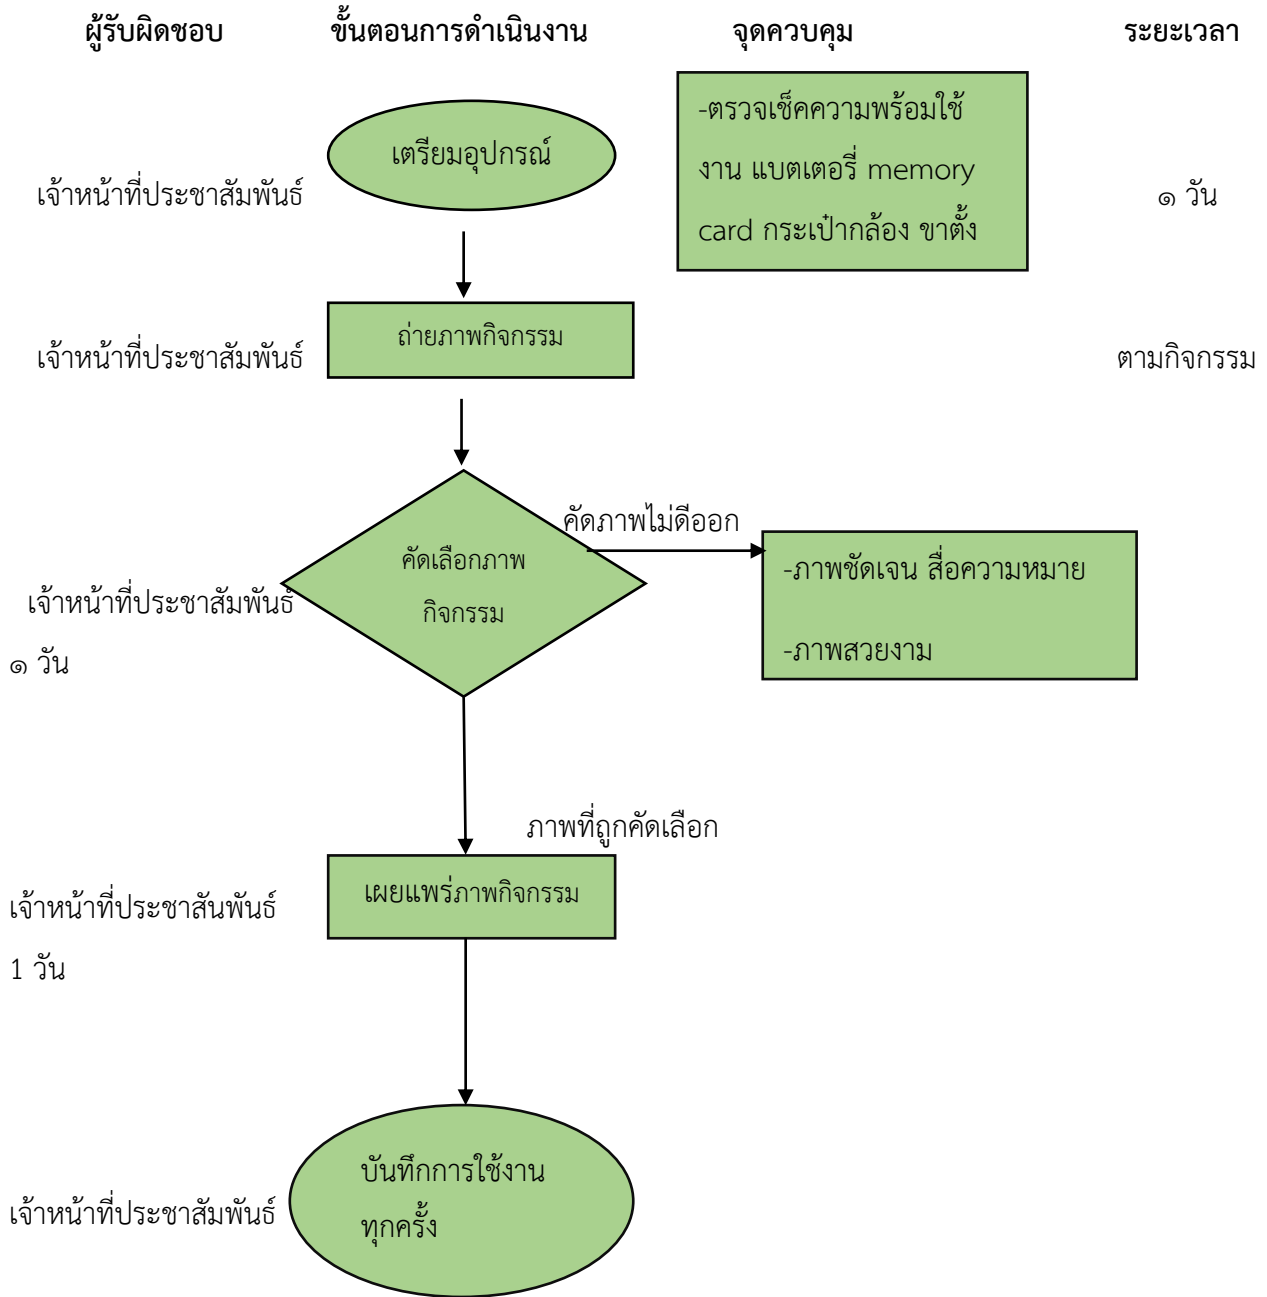 ผู้รับผิดชอบ ขั้นตอนการดำเนินงาน จุดควบคุม ระยะเวลา
เตรียมอุปกรณ์
-ตรวจเช็คความพร้อมใช้
งาน แบตเตอรี่ memory
card กระเป๋ากล้อง ขาตั้ง
เจ้าหน้าที่ประชาสัมพันธ์
๑ วัน
ถ่ายภาพกิจกรรม
เจ้าหน้าที่ประชาสัมพันธ์
ตามกิจกรรม
คัดภาพไม่ดีออก
คัดเลือกภาพ
กิจกรรม
-ภาพชัดเจน สื่อความหมาย
-ภาพสวยงาม
เจ้าหน้าที่ประชาสัมพันธ์
๑ วัน
ภาพที่ถูกคัดเลือก
เผยแพร่ภาพกิจกรรม
เจ้าหน้าที่ประชาสันพันธ์
1 วัน
บันทึกการใช้งาน
ทุกครั้ง
เจ้าหน้าที่ประชาสัมพันธ์